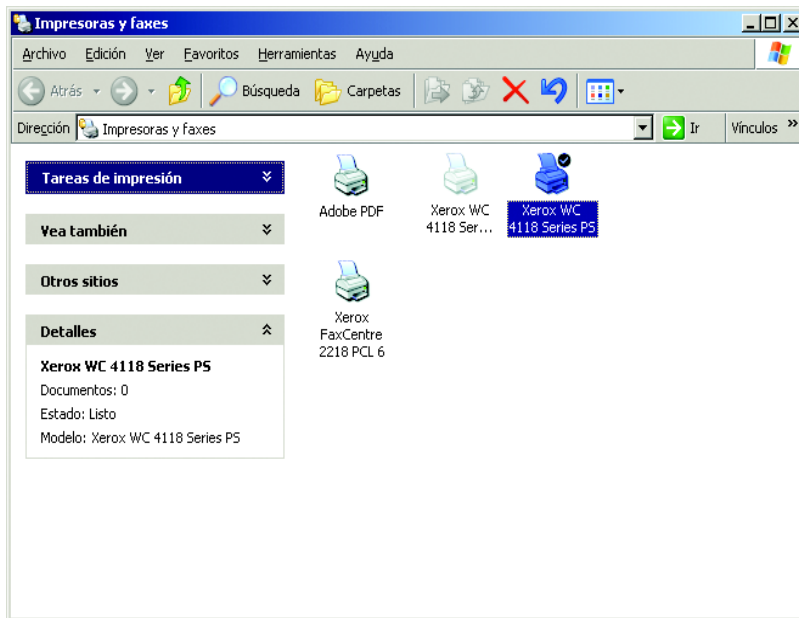 Impresoras y faxes
Archivo Edición Ver Favoritos Herramientas Ayuda
Atrás Búsqueda Carpetas
Dirección Impresoras y faxes Ir Vínculos »
Tareas de impresión
Vea también
Otros sitios
Detalles
Xerox WC 4118 Series PS
Documentos: 0
Estado: Listo
Modelo: Xerox WC 4118 Series PS
Adobe PDF
Xerox WC
4118 Ser...
Xerox WC
4118 Series PS
Xerox
FaxCentre
2218 PCL 6